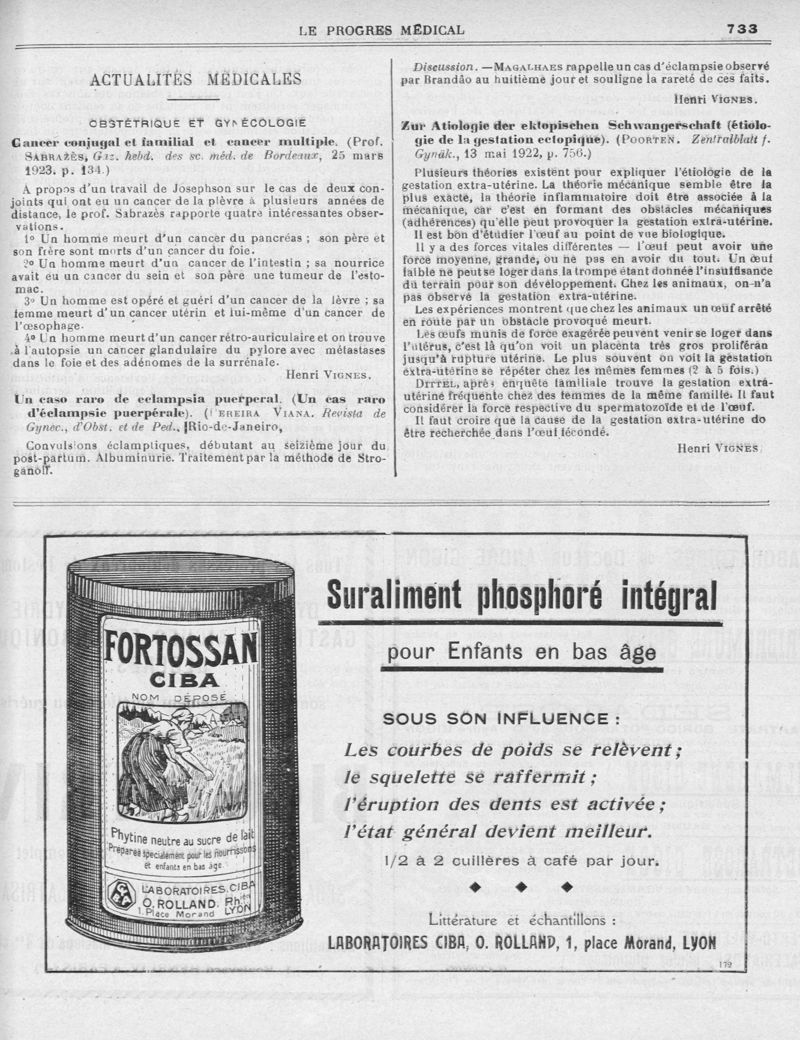 LE PROGRES MÉDICAL
733
ACTUALITÉS MÉDICALES
OBSTÉTRIQUE ET GYNÉCOLOGIE
Cancer conjugal et familial et cancer multiple. (Prof.
SABRAZÈS, Gaz. hebd. des sc. méd. de Bordeaux, 25 mars
1923, p. 134.)
A propos d'un travail de Josephson sur le cas de deux con-
joints qui ont eu un cancer de la plèvre à plusieurs années de
distance, le prof. Sabrazès rapporte quatre intéressantes obser-
vations.
1º Un homme meurt d'un cancer du pancréas ; son père et
son frère sont morts d'un cancer du foie.
2º Un homme meurt d'un cancer de l'intestin ; sa nourrice
avait eu un cancer du sein et son père une tumeur de l'esto-
mac.
3º Un homme est opéré et guéri d'un cancer de la lèvre ; sa
femme meurt d'un cancer utérin et lui-même d'un cancer de
l'œsophage.
4º Un homme meurt d'un cancer rétro-auriculaire et on trouve
à l'autopsie un cancer glandulaire du pylore avec métastases
dans le foie et des adénomes de la surrénale.
Henri VIGNES.
Un caso raro de eclampsia puerperal. (Un cas raro
d'éclampsie puerpérale). (PEREIRA VIANA. Revista de
Gynec., d'Obst. et de Ped., Rio-de-Janeiro,
Convulsions éclamptiques, débutant au seizième jour du
post-partum. Albuminurie. Traitement par la méthode de Stro-
ganoff.
Discussion. — MAGALHAES rappelle un cas d'éclampsie observé
par Brandâo au huitième jour et souligne la rareté de ces faits.
Henri VIGNES.
Zur Atiologie der ektopischen Schwangerschaft (étiolo-
gie de la gestation ectopique). (POORTEN. Zentralblatt f.
Gynäk., 13 mai 1922, p. 756.)
Plusieurs théories existent pour expliquer l'étiologie de la
gestation extra-utérine. La théorie mécanique semble être la
plus exacte, la théorie inflammatoire doit être associée à la
mécanique, car c'est en formant des obstacles mécaniques
(adhérences) qu'elle peut provoquer la gestation extra-utérine.
Il est bon d'étudier l'œuf au point de vue biologique.
Il y a des forces vitales différentes — l'œuf peut avoir une
force moyenne, grande, ou ne pas en avoir du tout. Un œuf
faible ne peut se loger dans la trompe étant donnée l'insuffisance
du terrain pour son dévéloppement. Chez les animaux, on-n'a
pas observé la gestation extra-utérine.
Les expériences montrent que chez les animaux un œuf arrêté
en route par un obstacle provoqué meurt.
Les œufs munis de force exagérée peuvent venir se loger dans
l'utérus, c'est là qu'on voit un placenta très gros proliféran
jusqu'à rupture utérine. Le plus souvent on voit la gestation
extra-utérine se répéter chez les mêmes femmes (2 à 5 fois.)
DITTEL, après enquête familiale trouve la gestation extra-
utérine fréquente chez des femmes de la même famille. Il faut
considérer la force respective du spermatozoïde et de l'œuf.
Il faut croire que la cause de la gestation extra-utérine do
être recherchée dans l'œuf fécondé.
Henri VIGNES
FORTOSSAN
CIBA
NOM DÉPOSÉ
Phytine neutre au sucre de lait
Préparée spécialement pour les nourrissons
et enfants en bas âge
LABORATOIRES CIBA
O. ROLLAND. Phien
1, Place Morand LYON
Suraliment phosphoré intégral
pour Enfants en bas âge
SOUS SON INFLUENCE :
Les courbes de poids se relèvent ;
le squelette se raffermit ;
l'éruption des dents est activée ;
l'état général devient meilleur.
1/2 à 2 cuillères à café par jour.
Littérature et échantillons :
LABORATOIRES CIBA, O. ROLLAND, 1, place Morand, LYON